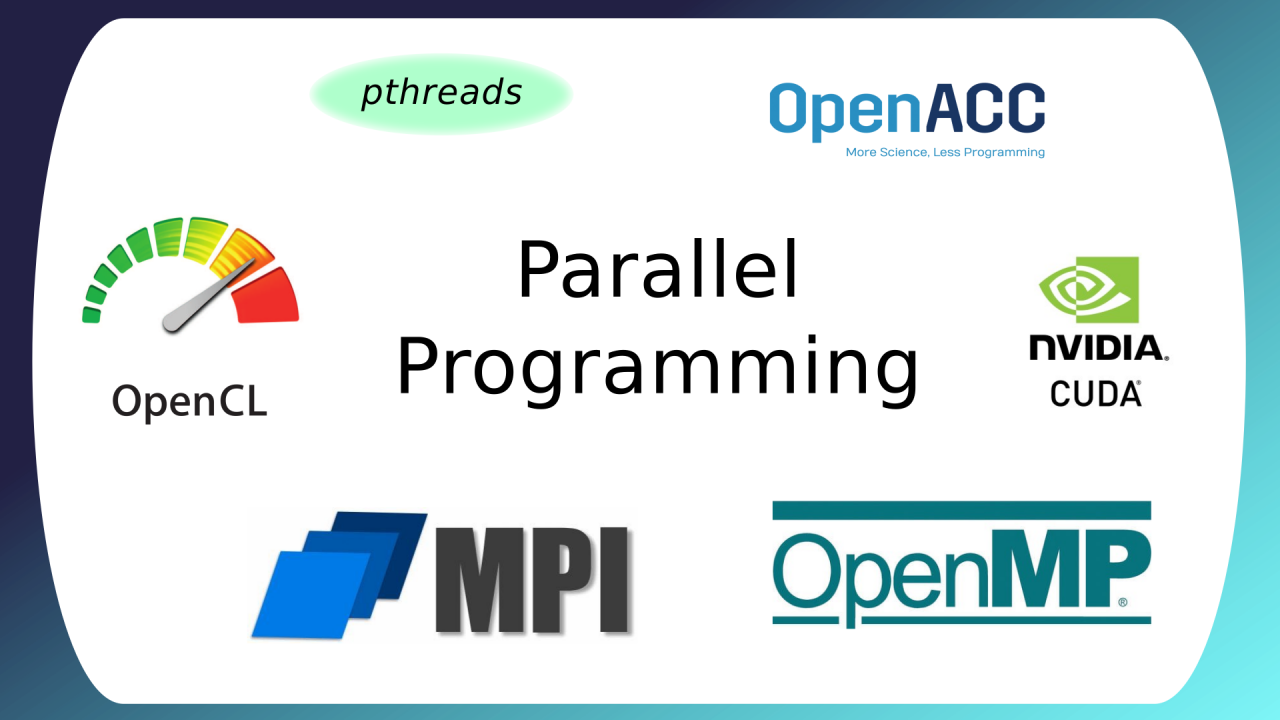 pthreads
OpenACC
More Science, Less Programming
Parallel
Programming
OpenCL
NVIDIA®
CUDA®
MPI
OpenMP®